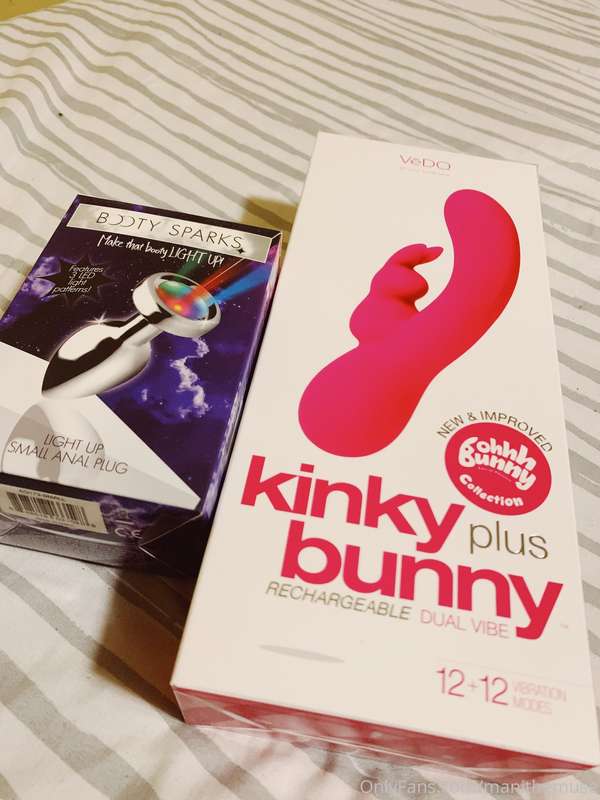 BOOTY SPARKS
Make that booty LIGHT UP!
Features
3 LED
light
patterns!
LIGHT UP
SMALL ANAL PLUG
VeDO
NEW & IMPROVED
ohhh
Bunny
Collection
kinky
plus
bunny
RECHARGEABLE DUAL VIBE
12+12 VIBRATION
MODES